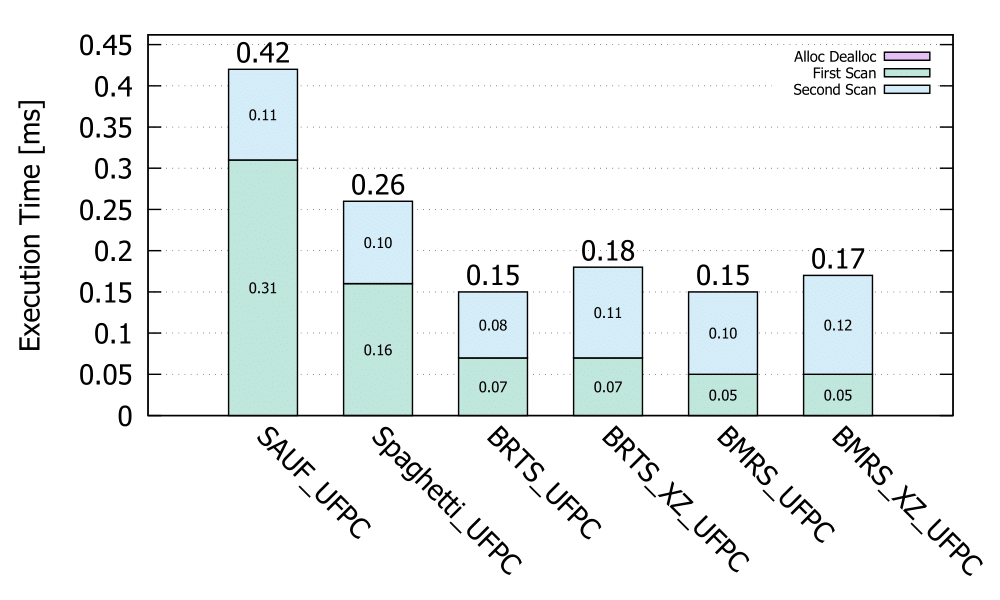 Execution Time [ms]
0.45
0.4
0.35
0.3
0.25
0.2
0.15
0.1
0.05
0
Alloc Dealloc
First Scan
Second Scan
0.42
0.11
0.31
0.26
0.10
0.16
0.15
0.08
0.07
0.18
0.11
0.07
0.15
0.10
0.05
0.17
0.12
0.05
SAUF_UFPC
Spaghetti_UFPC
BRTS_UFPC
BRTS_XZ_UFPC
BMRS_UFPC
BMRS_XZ_UFPC